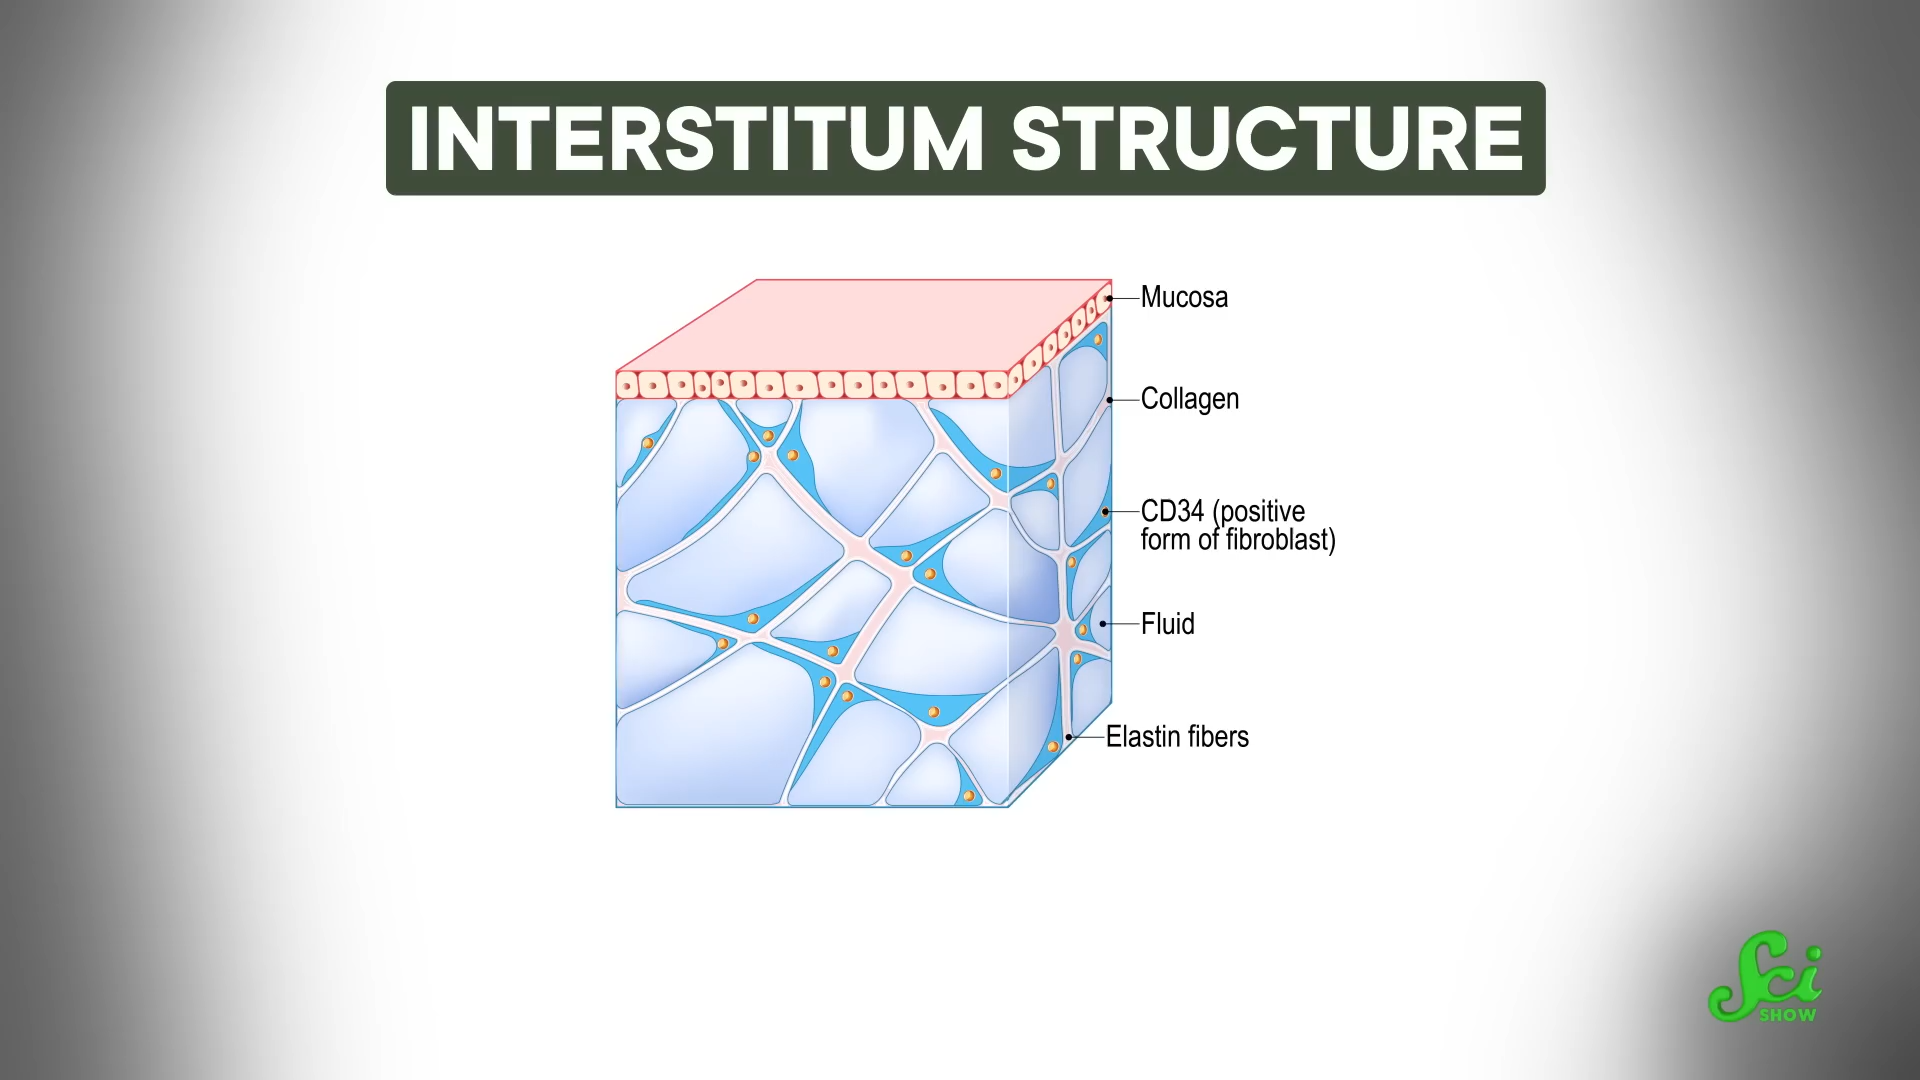 INTERSTITUM STRUCTURE
Mucosa
Collagen
CD34 (positive
form of fibroblast)
Fluid
Elastin fibers
Sci
SHOW